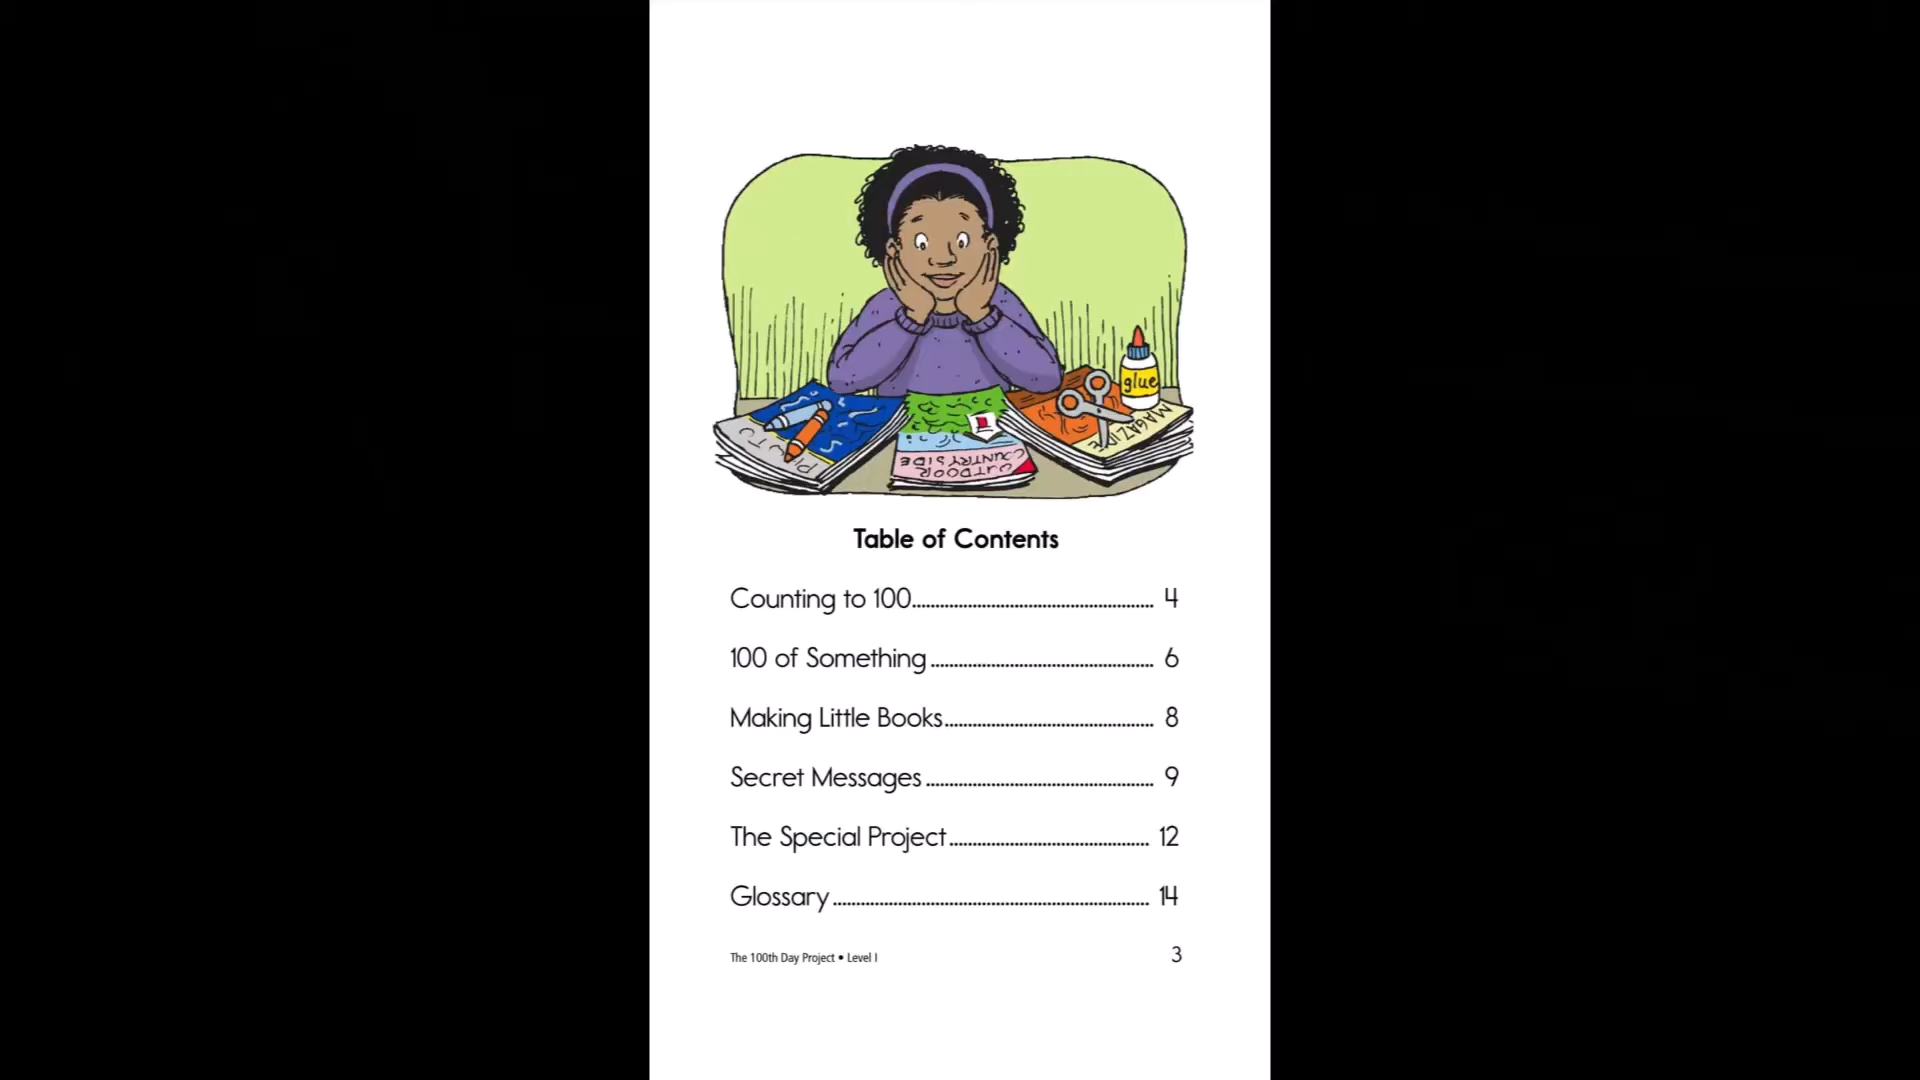 glue
PHOTO
OUTDOOR
COUNTRYSIDE
MAGAZINE
Table of Contents
Counting to 100 4
100 of Something 6
Making Little Books 8
Secret Messages 9
The Special Project 12
Glossary 14
The 100th Day Project • Level I
3